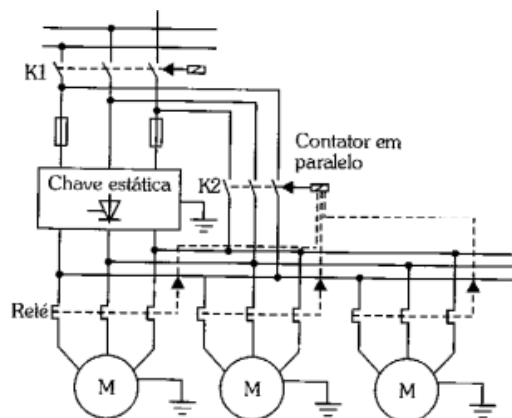 K1
Contator em
paralelo
Chave estática
K2
Relé
M
M
M